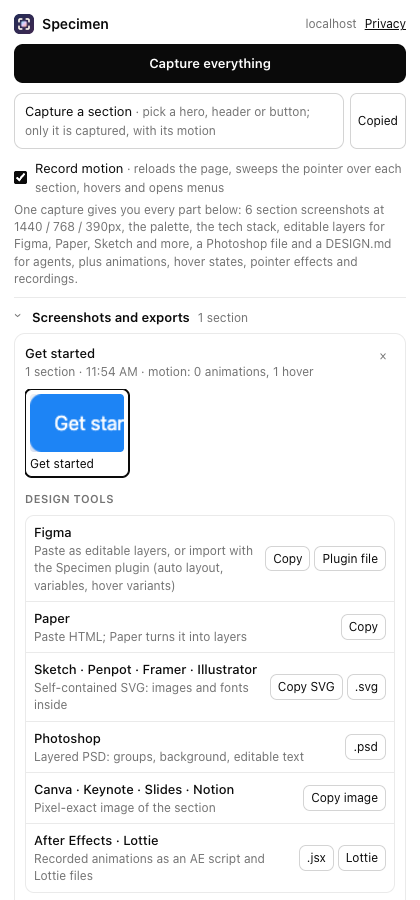 Specimen
localhost Privacy
Capture everything
Capture a section · pick a hero, header or button;
only it is captured, with its motion
Copied
Record motion · reloads the page, sweeps the pointer over each
section, hovers and opens menus
One capture gives you every part below: 6 section screenshots at
1440 / 768 / 390px, the palette, the tech stack, editable layers for
Figma, Paper, Sketch and more, a Photoshop file and a DESIGN.md
for agents, plus animations, hover states, pointer effects and
recordings.
Screenshots and exports 1 section
Get started
×
1 section · 11:54 AM · motion: 0 animations, 1 hover
Get star
Get started
DESIGN TOOLS
Figma
Paste as editable layers, or import with
the Specimen plugin (auto layout,
variables, hover variants)
Copy Plugin file
Paper
Paste HTML; Paper turns it into layers
Copy
Sketch · Penpot · Framer · Illustrator
Self-contained SVG: images and fonts
inside
Copy SVG .svg
Photoshop
Layered PSD: groups, background, editable text
.psd
Canva · Keynote · Slides · Notion
Pixel-exact image of the section
Copy image
After Effects · Lottie
Recorded animations as an AE script and
Lottie files
.jsx Lottie